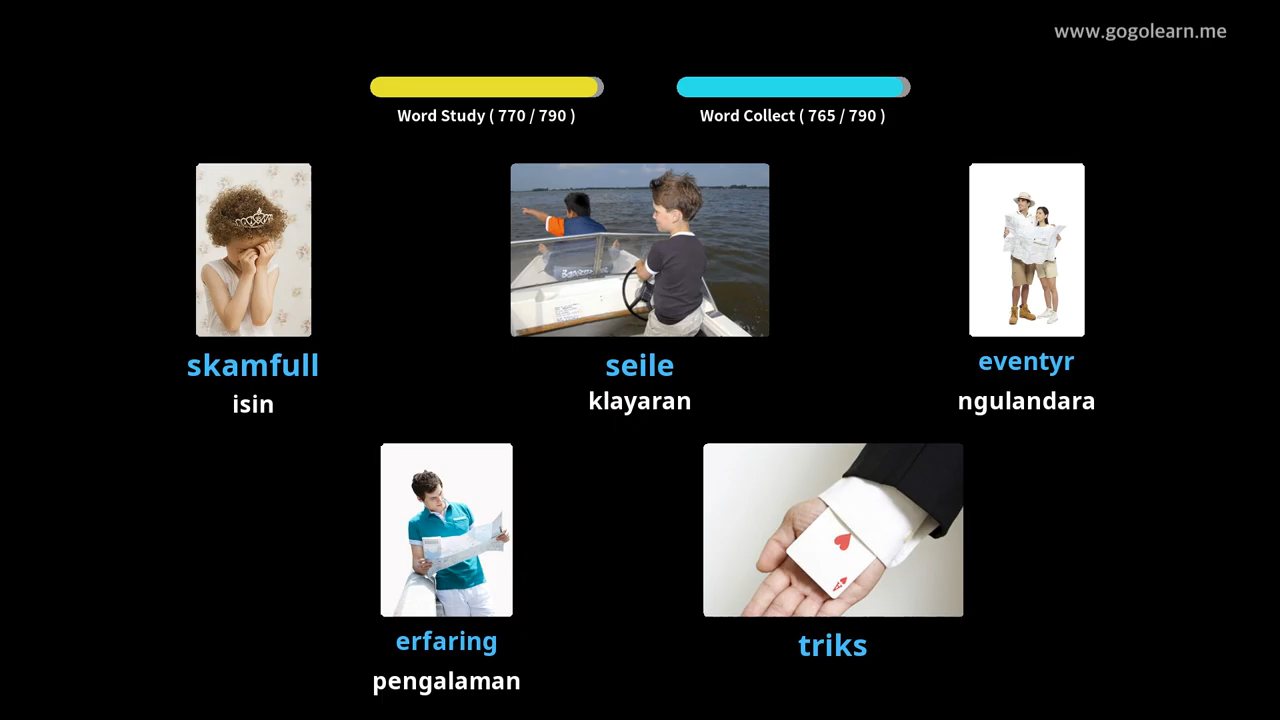 www.gogolearn.me
Word Study ( 770 / 790 )
Word Collect ( 765 / 790 )
skamfull
isin
seile
klayaran
eventyr
ngulandara
erfaring
pengalaman
triks